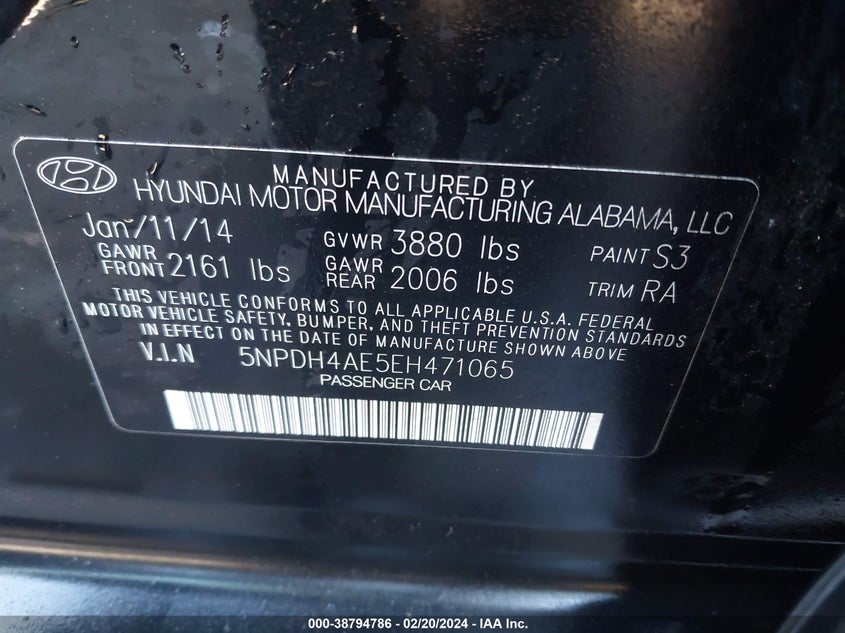 MANUFACTURED BY
HYUNDAI MOTOR MANUFACTURING ALABAMA, LLC
Jan/11/14 GVWR 3880 lbs PAINT S3
GAWR FRONT 2161 lbs GAWR REAR 2006 lbs TRIM RA
THIS VEHICLE CONFORMS TO ALL APPLICABLE U.S.A. FEDERAL
MOTOR VEHICLE SAFETY, BUMPER, AND THEFT PREVENTION STANDARDS
IN EFFECT ON THE DATE OF MANUFACTURE SHOWN ABOVE
V.I.N 5NPDH4AE5EH471065
PASSENGER CAR
000-38794786 - 02/20/2024 - IAA Inc.